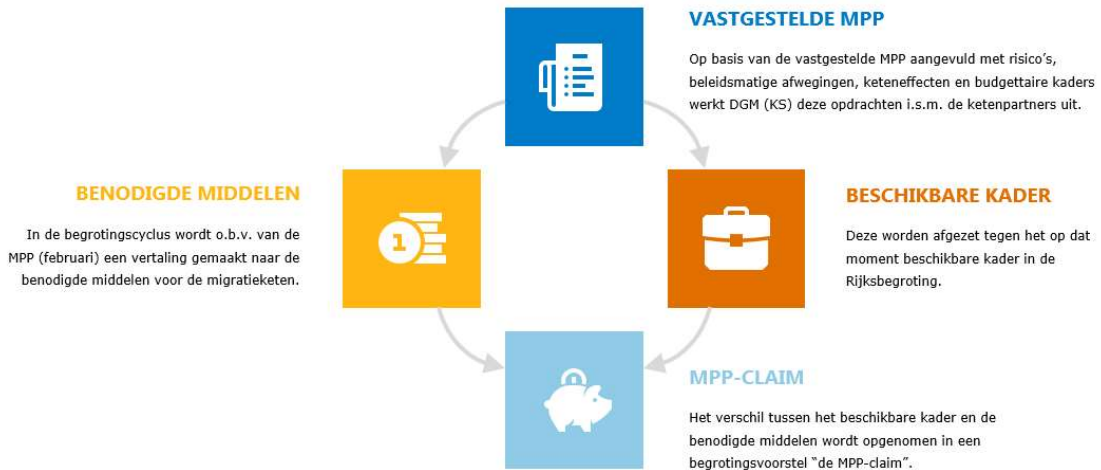 VASTGESTELDE MPP
Op basis van de vastgestelde MPP aangevuld met risico's,
beleidsmatige afwegingen, keteneffecten en budgettaire kaders
werkt DGM (KS) deze opdrachten i.s.m. de ketenpartners uit.
BENODIGDE MIDDELEN
In de begrotingscyclus wordt o.b.v. van de
MPP (februari) een vertaling gemaakt naar de
benodigde middelen voor de migratieketen.
1
BESCHIKBARE KADER
Deze worden afgezet tegen het op dat
moment beschikbare kader in de
Rijksbegroting.
MPP-CLAIM
Het verschil tussen het beschikbare kader en de
benodigde middelen wordt opgenomen in een
begrotingsvoorstel “de MPP-claim”.